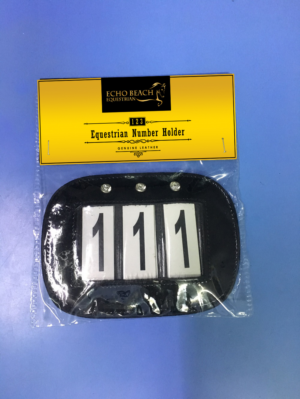 ECHO BEACH
EQUESTRIAN
123
Equestrian Number Holder
GENUINE LEATHER
1 1 1